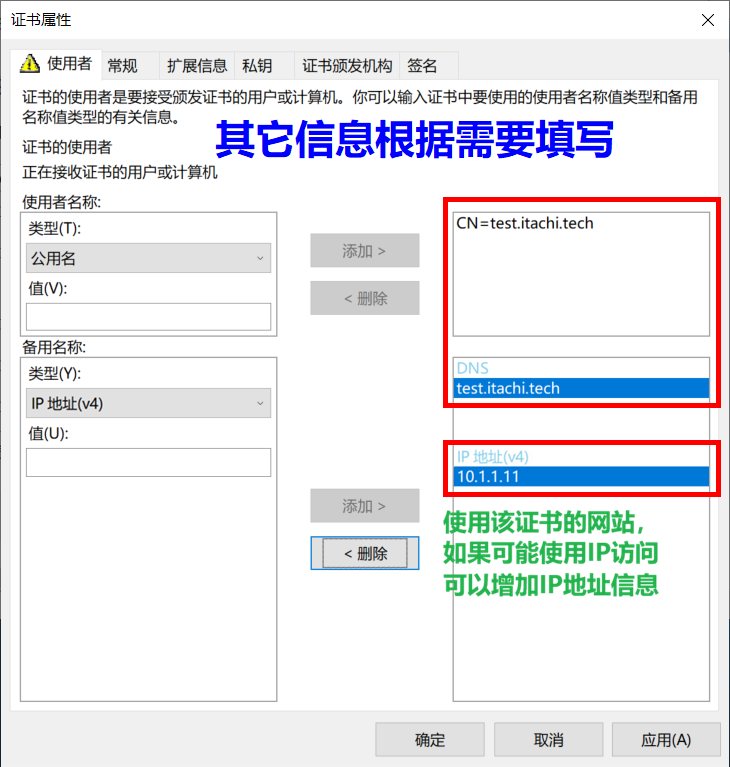 证书属性
使用者 常规 扩展信息 私钥 证书颁发机构 签名
证书的使用者是要接受颁发证书的用户或计算机。你可以输入证书中要使用的使用者名称值类型和备用
名称值类型的有关信息。
其它信息根据需要填写
证书的使用者
正在接收证书的用户或计算机
使用者名称:
类型(T):
公用名
值(V):
添加 >
< 删除
CN=test.itachi.tech
备用名称:
类型(Y):
IP 地址(v4)
值(U):
添加 >
< 删除
DNS
test.itachi.tech
IP 地址(v4)
10.1.1.11
使用该证书的网站，
如果可能使用IP访问
可以增加IP地址信息
确定 取消 应用(A)